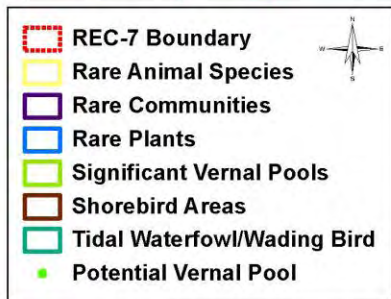 REC-7 Boundary
N
W E
S
Rare Animal Species
Rare Communities
Rare Plants
Significant Vernal Pools
Shorebird Areas
Tidal Waterfowl/Wading Bird
Potential Vernal Pool